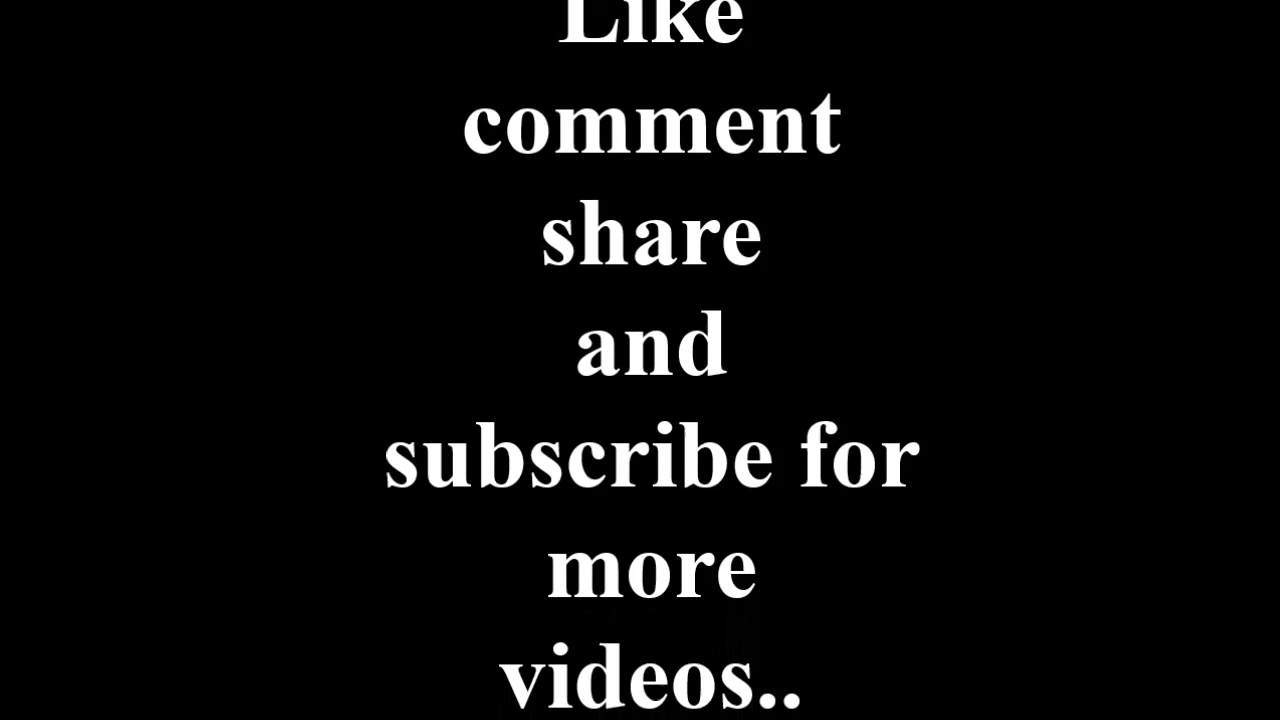 Like
comment
share
and
subscribe for
more
videos..